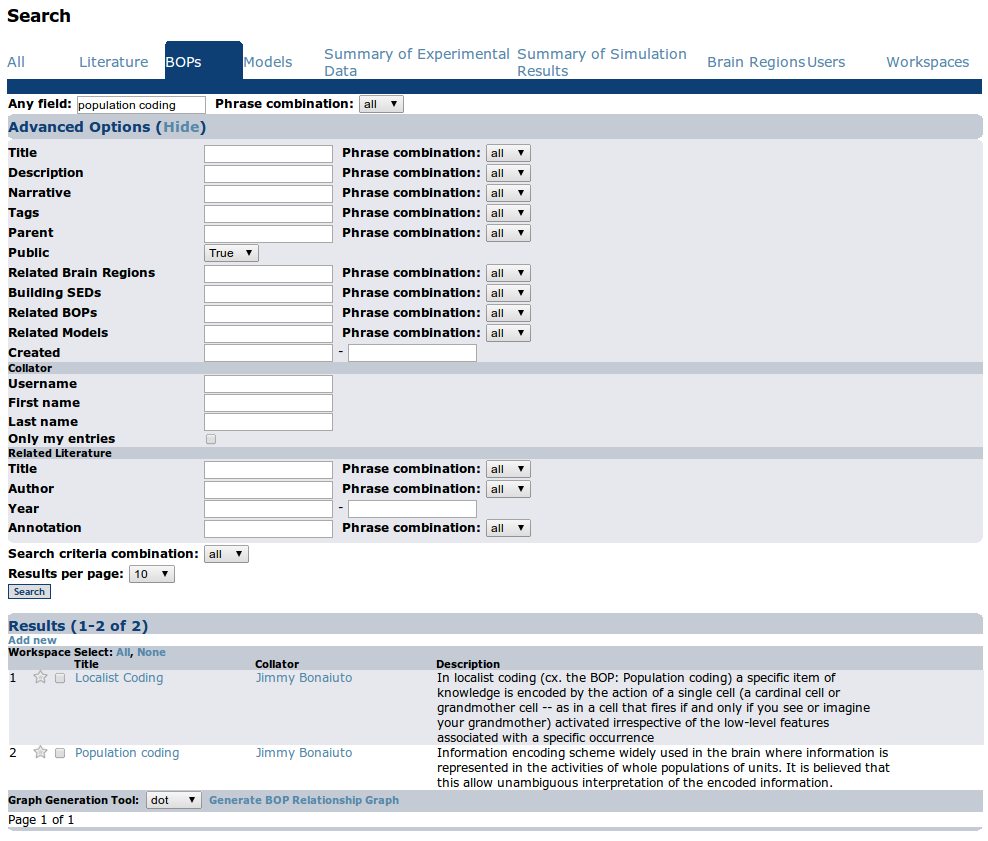 Search
All Literature BOPs Models Summary of Experimental Data Summary of Simulation Results Brain Regions Users Workspaces
Any field: population coding Phrase combination: all
Advanced Options (Hide)
Title Phrase combination: all
Description Phrase combination: all
Narrative Phrase combination: all
Tags Phrase combination: all
Parent Phrase combination: all
Public True
Related Brain Regions Phrase combination: all
Building SEDs Phrase combination: all
Related BOPs Phrase combination: all
Related Models Phrase combination: all
Created -
Collator
Username
First name
Last name
Only my entries
Related Literature
Title Phrase combination: all
Author Phrase combination: all
Year -
Annotation Phrase combination: all
Search criteria combination: all
Results per page: 10
Search
Results (1-2 of 2)
Add new
Workspace Select: All, None
Title Collator Description
1 Localist Coding Jimmy Bonaiuto In localist coding (cx. the BOP: Population coding) a specific item of
knowledge is encoded by the action of a single cell (a cardinal cell or
grandmother cell -- as in a cell that fires if and only if you see or imagine
your grandmother) activated irrespective of the low-level features
associated with a specific occurrence
2 Population coding Jimmy Bonaiuto Information encoding scheme widely used in the brain where information is
represented in the activities of whole populations of units. It is believed that
this allow unambiguous interpretation of the encoded information.
Graph Generation Tool: dot Generate BOP Relationship Graph
Page 1 of 1